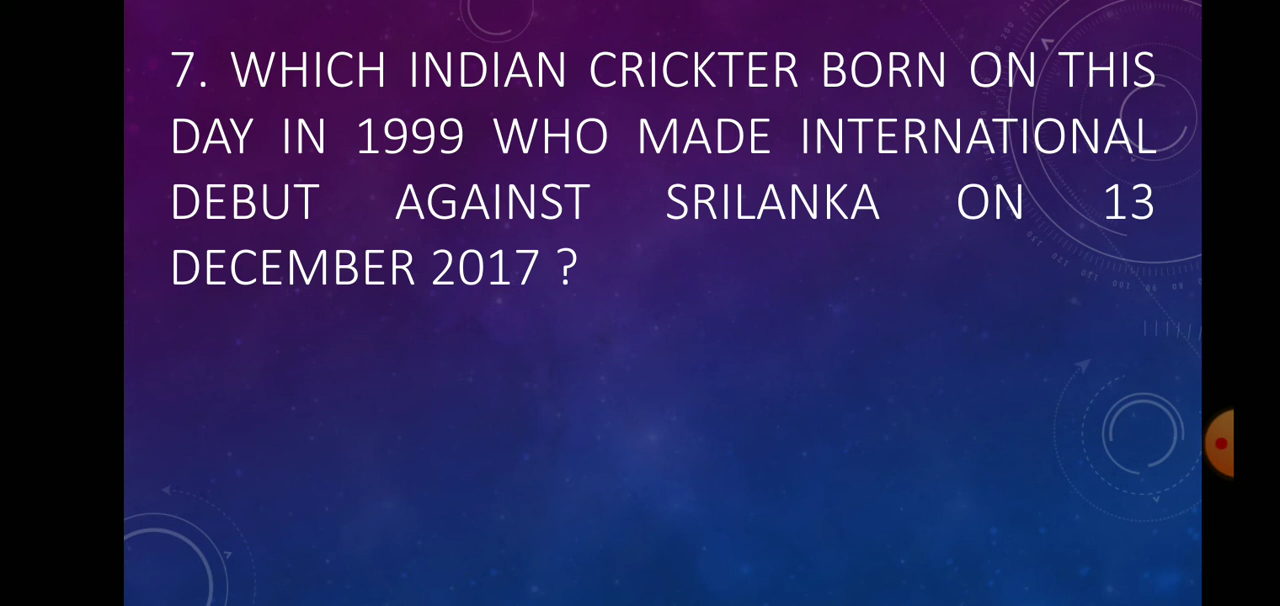 7. WHICH INDIAN CRICKTER BORN ON THIS
DAY IN 1999 WHO MADE INTERNATIONAL
DEBUT AGAINST SRILANKA ON 13
DECEMBER 2017 ?